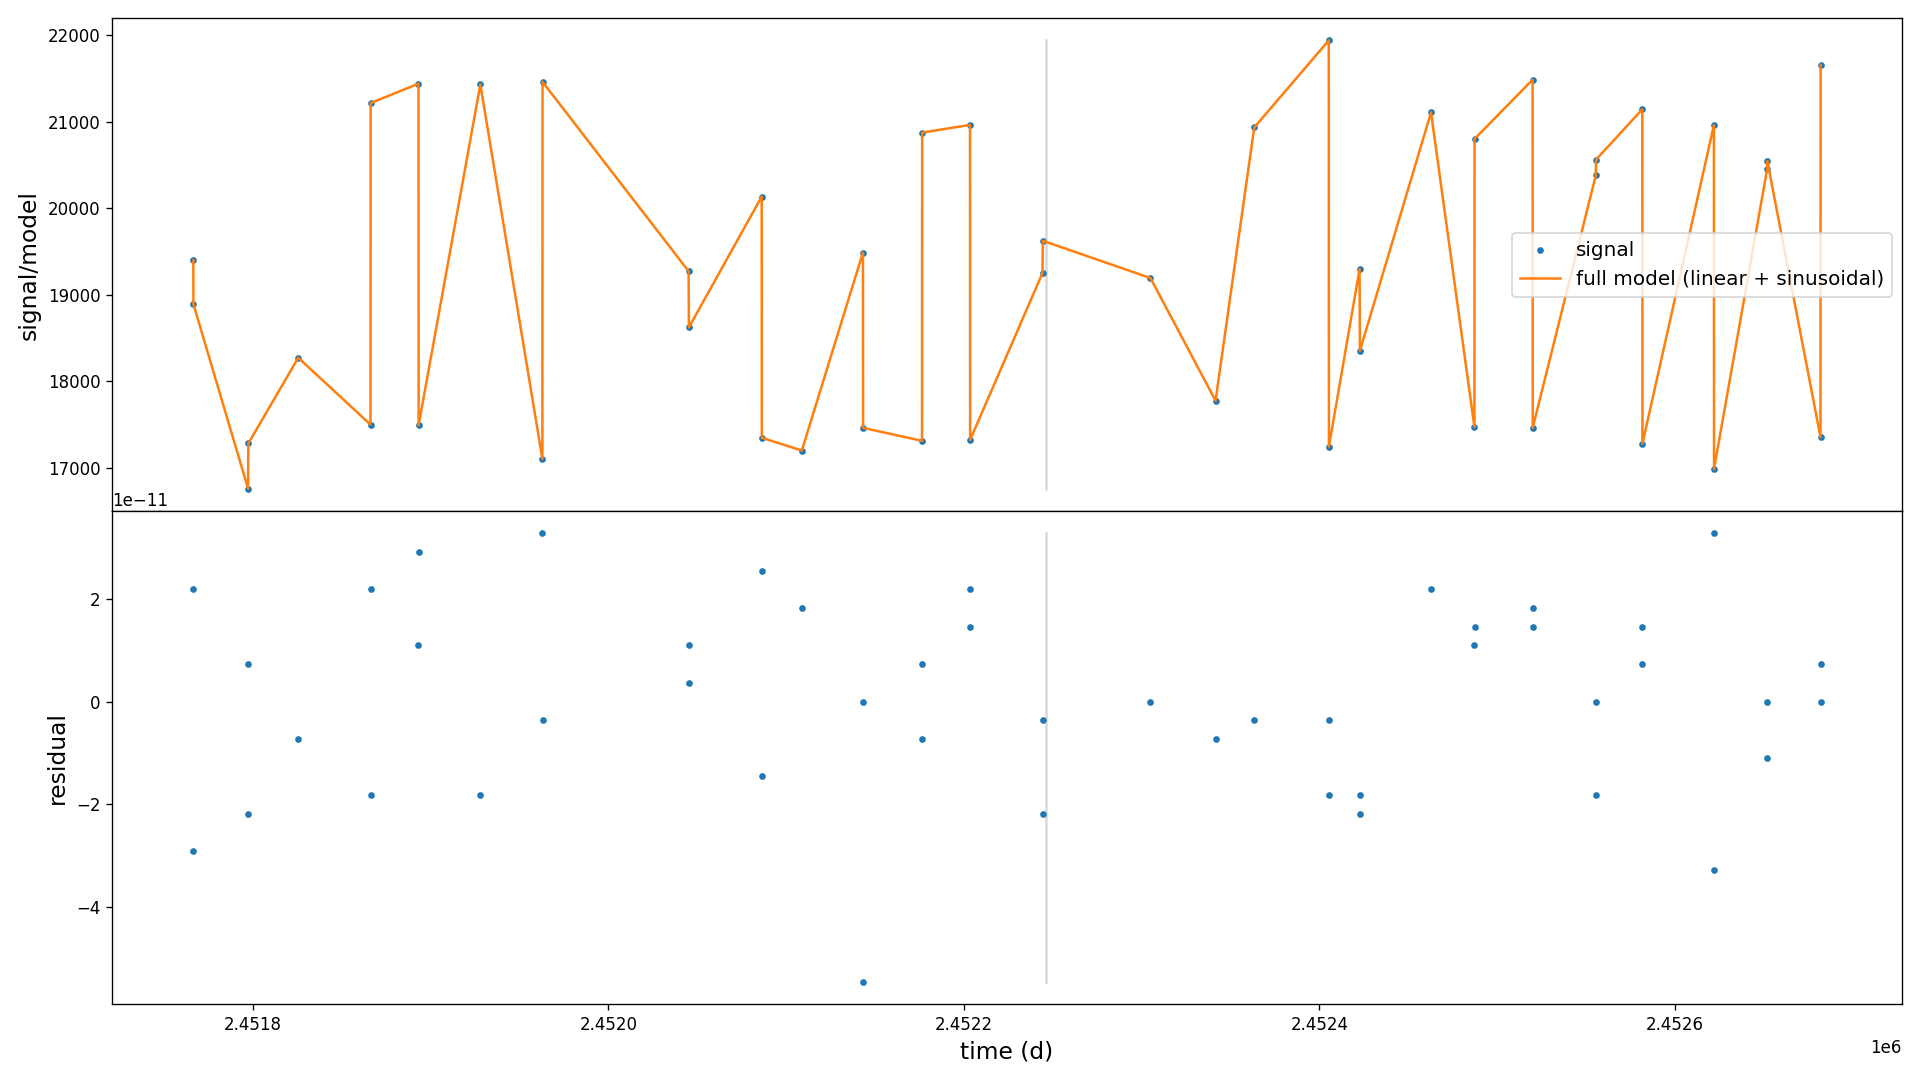 22000
21000
20000
19000
18000
17000
signal/model
signal
full model (linear + sinusoidal)
1e−11
2
0
−2
−4
residual
2.4518
2.4520
2.4522
2.4524
2.4526
time (d)
1e6